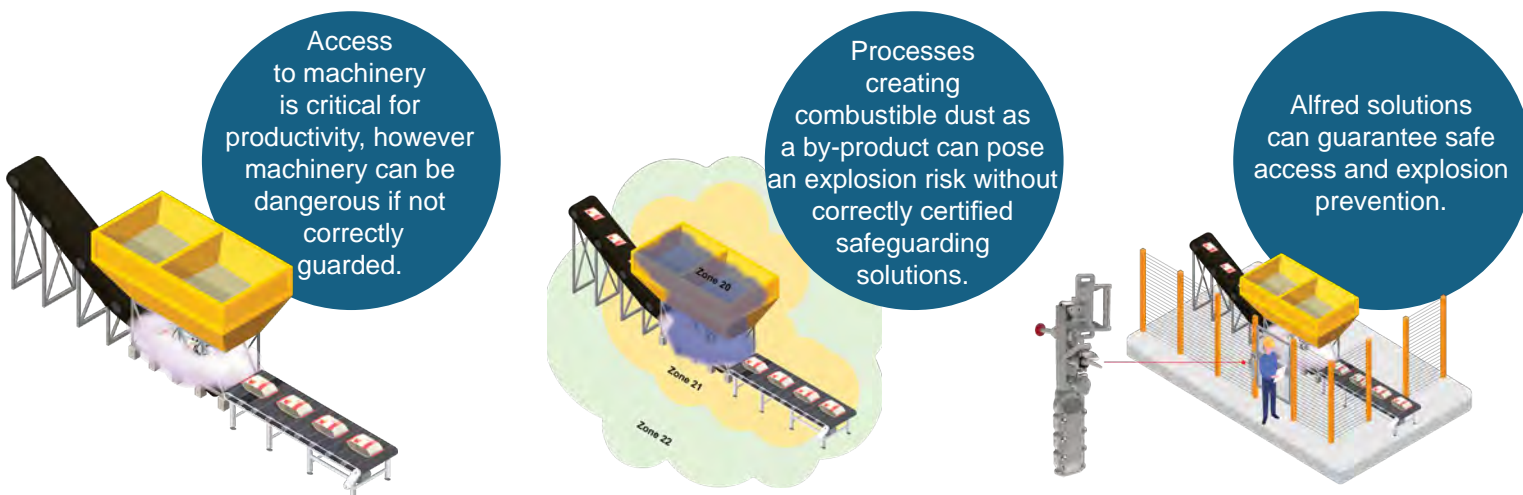 Access
to machinery
is critical for
productivity, however
machinery can be
dangerous if not
correctly
guarded.
Processes
creating
combustible dust as
a by-product can pose
an explosion risk without
correctly certified
safeguarding
solutions.
Zone 20
Zone 21
Zone 22
Alfred solutions
can guarantee safe
access and explosion
prevention.